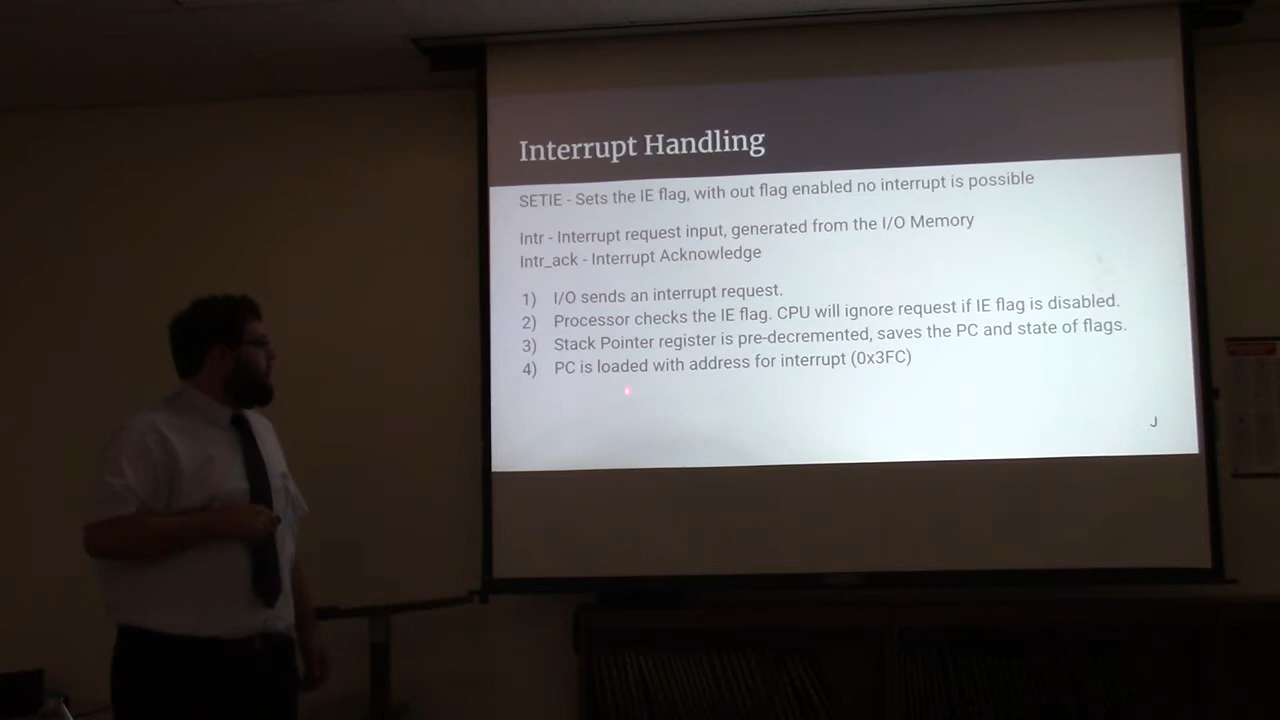 Interrupt Handling
SETIE - Sets the IE flag, with out flag enabled no interrupt is possible
Intr - Interrupt request input, generated from the I/O Memory
Intr_ack - Interrupt Acknowledge
1) I/O sends an interrupt request.
2) Processor checks the IE flag. CPU will ignore request if IE flag is disabled.
3) Stack Pointer register is pre-decremented, saves the PC and state of flags.
4) PC is loaded with address for interrupt (0x3FC)
J